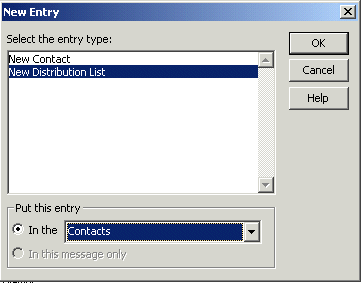 New Entry
Select the entry type:
New Contact
New Distribution List
OK
Cancel
Help
Put this entry
In the Contacts
In this message only